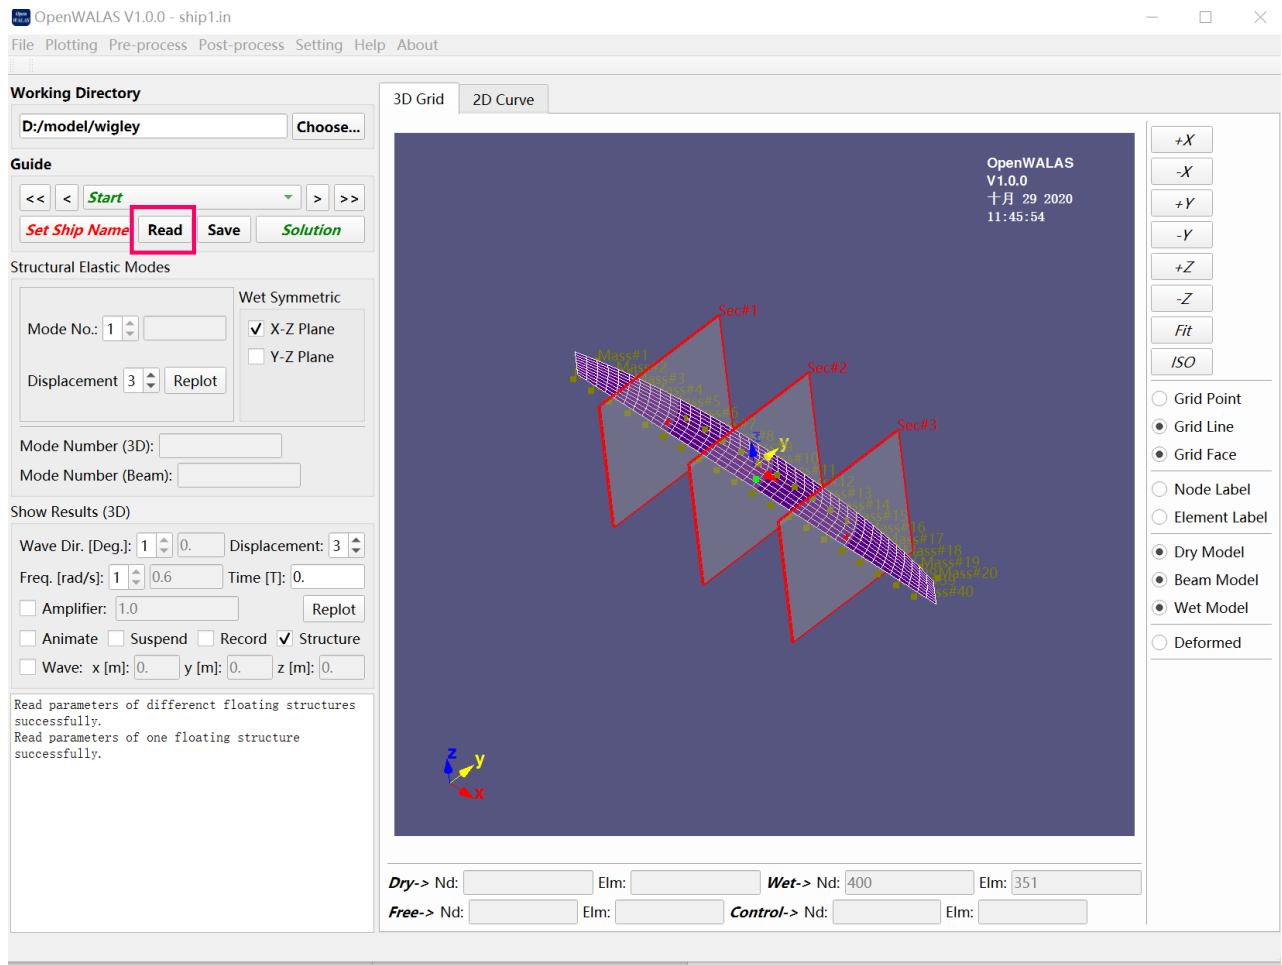 OpenWALAS V1.0.0 - ship1.in
File Plotting Pre-process Post-process Setting Help About
Working Directory
D:/model/wigley Choose...
Guide
<< < Start > >>
Set Ship Name Read Save Solution
Structural Elastic Modes
Wet Symmetric
Mode No.: 1
X-Z Plane
Y-Z Plane
Displacement 3 Replot
Mode Number (3D):
Mode Number (Beam):
Show Results (3D)
Wave Dir. [Deg.]: 1 0. Displacement: 3
Freq. [rad/s]: 1 0.6 Time [T]: 0.
Amplifier: 1.0 Replot
Animate Suspend Record Structure
Wave: x [m]: 0. y [m]: 0. z [m]: 0.
Read parameters of differenct floating structures
successfully.
Read parameters of one floating structure
successfully.
3D Grid 2D Curve
OpenWALAS
V1.0.0
十月 29 2020
11:45:54
Sec#1
Sec#2
Sec#3
Mass#1
Mass#20
z
y
z
y
x
Dry-> Nd: Elm: Wet-> Nd: 400 Elm: 351
Free-> Nd: Elm: Control-> Nd: Elm:
+X
-X
+Y
-Y
+Z
-Z
Fit
ISO
Grid Point
Grid Line
Grid Face
Node Label
Element Label
Dry Model
Beam Model
Wet Model
Deformed